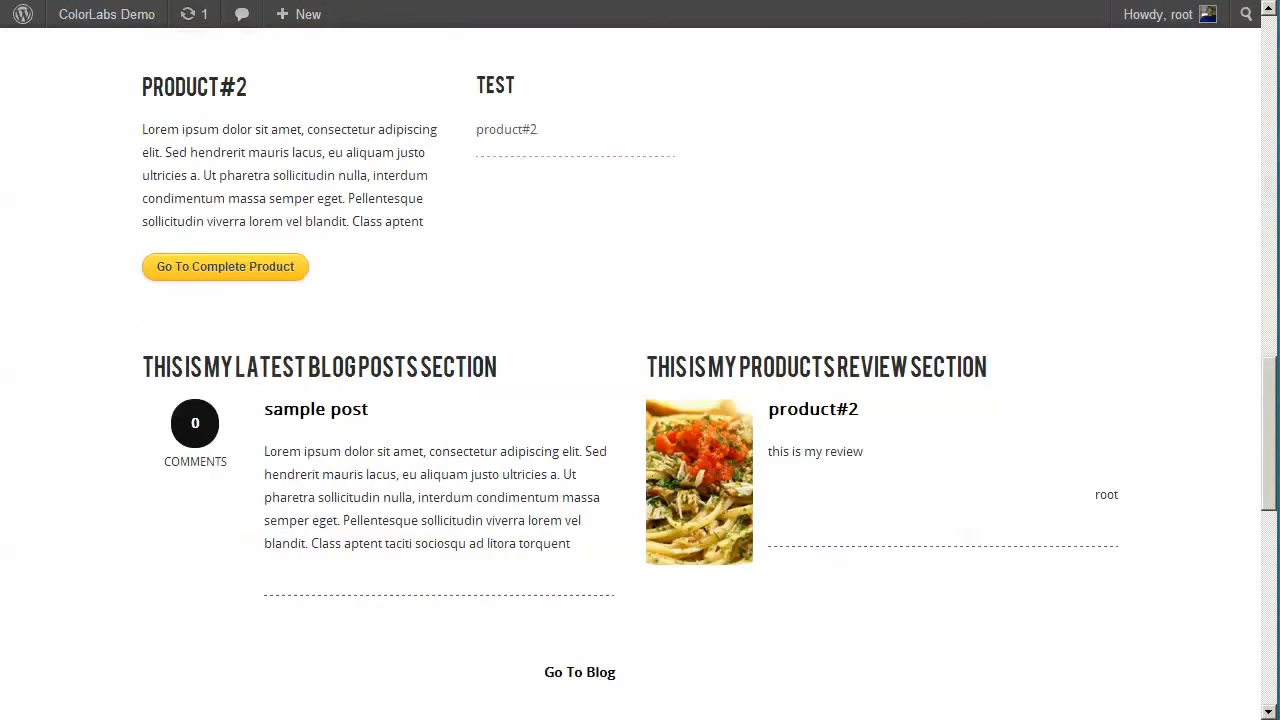 ColorLabs Demo 1 New Howdy, root
PRODUCT#2
Lorem ipsum dolor sit amet, consectetur adipiscing
elit. Sed hendrerit mauris lacus, eu aliquam justo
ultricies a. Ut pharetra sollicitudin nulla, interdum
condimentum massa semper eget. Pellentesque
sollicitudin viverra lorem vel blandit. Class aptent
Go To Complete Product
TEST
product#2
THIS IS MY LATEST BLOG POSTS SECTION
0
COMMENTS
sample post
Lorem ipsum dolor sit amet, consectetur adipiscing elit. Sed
hendrerit mauris lacus, eu aliquam justo ultricies a. Ut
pharetra sollicitudin nulla, interdum condimentum massa
semper eget. Pellentesque sollicitudin viverra lorem vel
blandit. Class aptent taciti sociosqu ad litora torquent
Go To Blog
THIS IS MY PRODUCTS REVIEW SECTION
product#2
this is my review
root